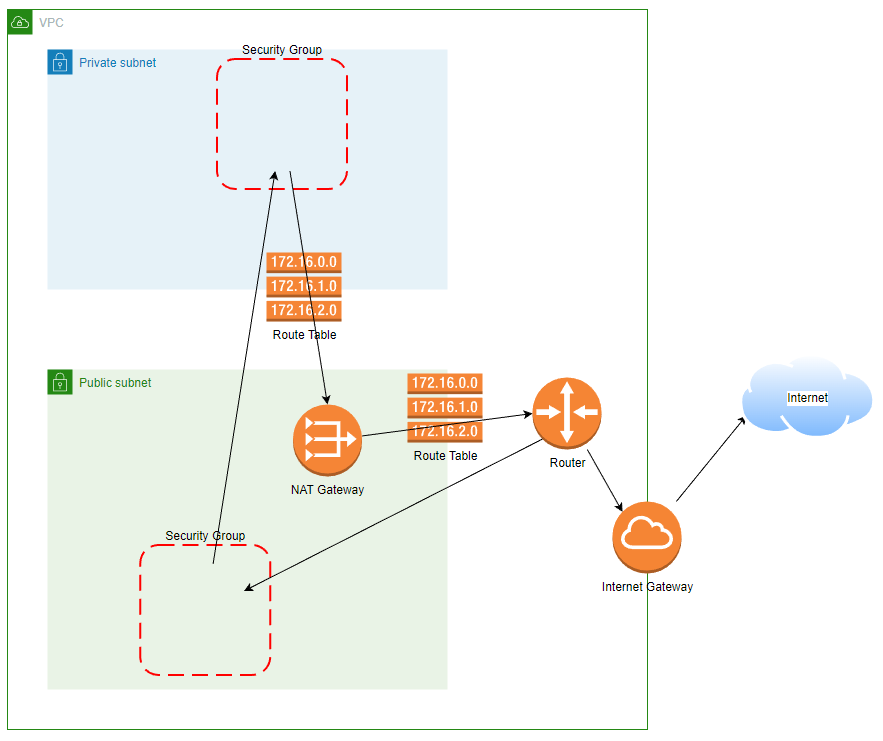 VPC
Security Group
Private subnet
172.16.0.0
172.16.1.0
172.16.2.0
Route Table
Public subnet
172.16.0.0
172.16.1.0
172.16.2.0
Route Table
Internet
Router
NAT Gateway
Security Group
Internet Gateway